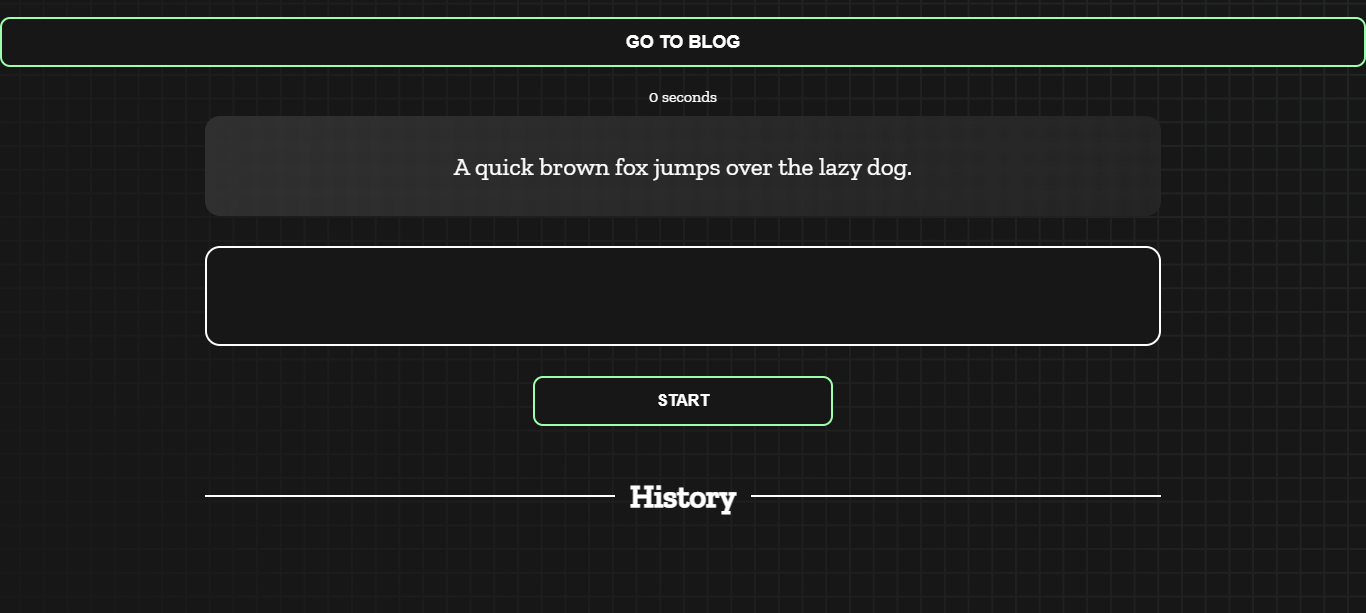 GO TO BLOG
0 seconds
A quick brown fox jumps over the lazy dog.
START
History